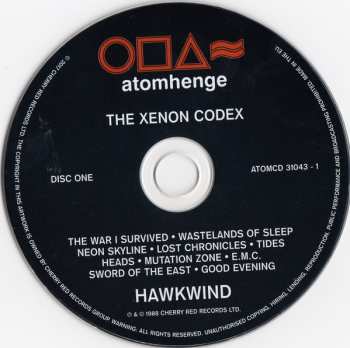 atomhenge
THE XENON CODEX
DISC ONE
ATOMCD 31043 - 1
THE WAR I SURVIVED • WASTELANDS OF SLEEP
NEON SKYLINE • LOST CHRONICLES • TIDES
HEADS • MUTATION ZONE • E.M.C.
SWORD OF THE EAST • GOOD EVENING
HAWKWIND
℗ & © 1988 CHERRY RED RECORDS LTD.
© 2017 CHERRY RED RECORDS LTD. THE COPYRIGHT IN THIS ARTWORK IS OWNED BY CHERRY RED RECORDS GROUP. WARNING. ALL RIGHTS RESERVED. UNAUTHORISED COPYING, HIRING, LENDING, REPRODUCTION, PUBLIC PERFORMANCE AND BROADCASTING PROHIBITED. MADE IN THE EU